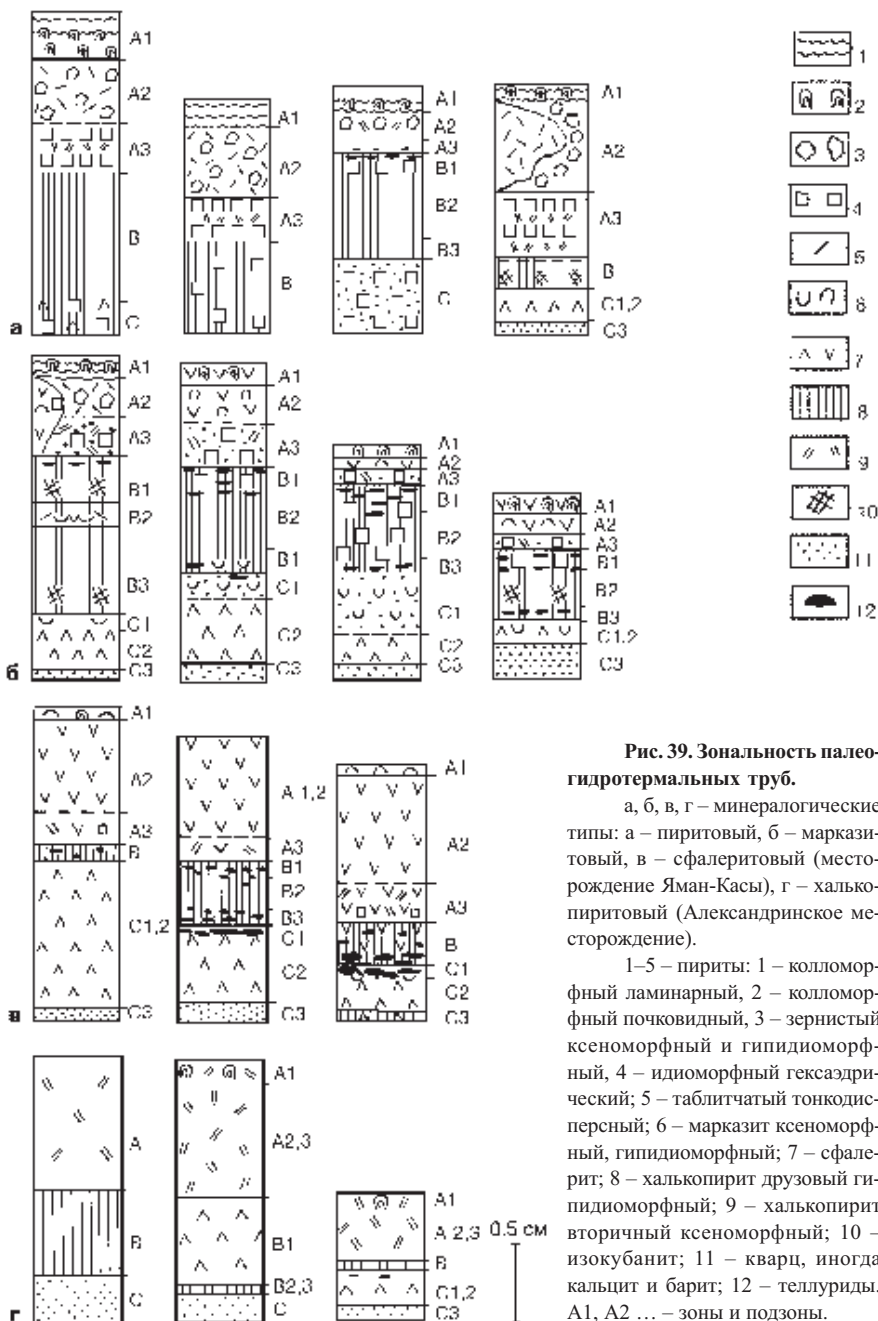 A1
A2
A3
B
C
а
A1
A2
A3
B
A1
A2
A3
B1
B2
B3
C
A1
A2
A3
B
C1,2
C3
1
2
3
4
5
6
7
8
9
10
11
12
A1
A2
A3
B1
B2
B3
C1
C2
C3
б
A1
A2
A3
B1
B2
B1
C1
C2
C3
A1
A2
A3
B1
B2
B3
C1
C2
C3
A1
A2
A3
B1
B2
B3
C1,2
C3
A1
A2
A3
B
C1,2
C3
в
A 1,2
A3
B1
B2
B3
C1
C2
C3
A1
A2
A3
B
C1
C2
C3
A
B
C
г
A1
A2,3
B1
B2,3
C
A1
A 2,3
B
C1,2
C3
0.5 см
Рис. 39. Зональность палео-
гидротермальных труб.
а, б, в, г – минералогические
типы: а – пиритовый, б – маркази-
товый, в – сфалеритовый (место-
рождение Яман-Касы), г – халько-
пиритовый (Александринское ме-
сторождение).
1–5 – пириты: 1 – колломор-
фный ламинарный, 2 – колломор-
фный почковидный, 3 – зернистый
ксеноморфный и гипидиоморф-
ный, 4 – идиоморфный гексаэдри-
ческий; 5 – таблитчатый тонкодис-
персный; 6 – марказит ксеноморф-
ный, гипидиоморфный; 7 – сфале-
рит; 8 – халькопирит друзовый ги-
пидиоморфный; 9 – халькопирит
вторичный ксеноморфный; 10 –
изокубанит; 11 – кварц, иногда
кальцит и барит; 12 – теллуриды.
А1, А2 … – зоны и подзоны.